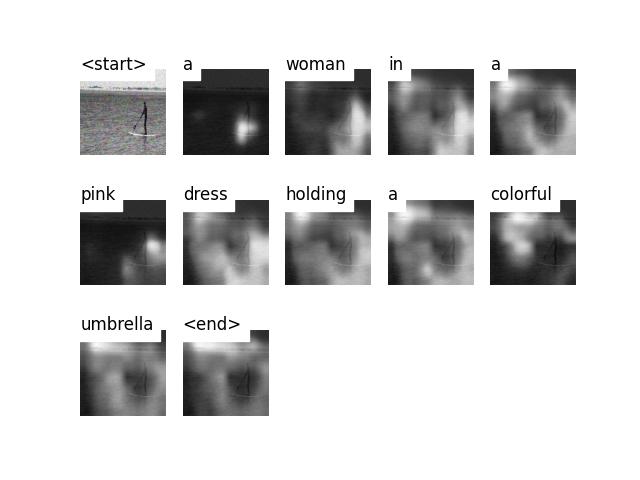 <start> a woman in a
pink dress holding a colorful
umbrella <end>